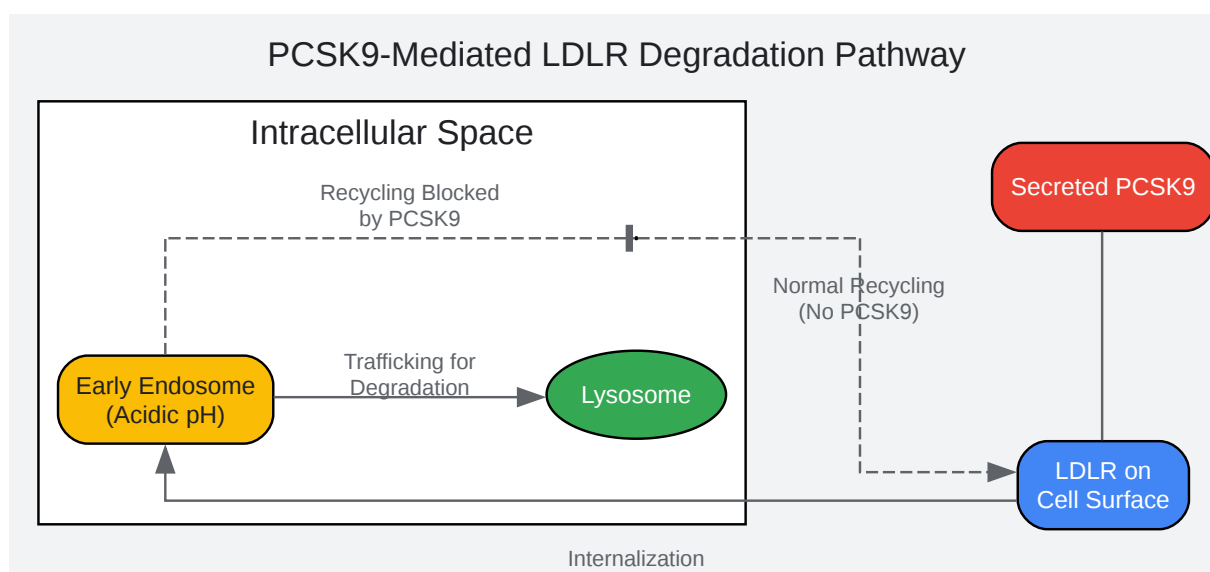 PCSK9-Mediated LDLR Degradation Pathway
Intracellular Space
Recycling Blocked
by PCSK9
Secreted PCSK9
Normal Recycling
(No PCSK9)
Early Endosome
(Acidic pH)
Trafficking for
Degradation
Lysosome
LDLR on
Cell Surface
Internalization